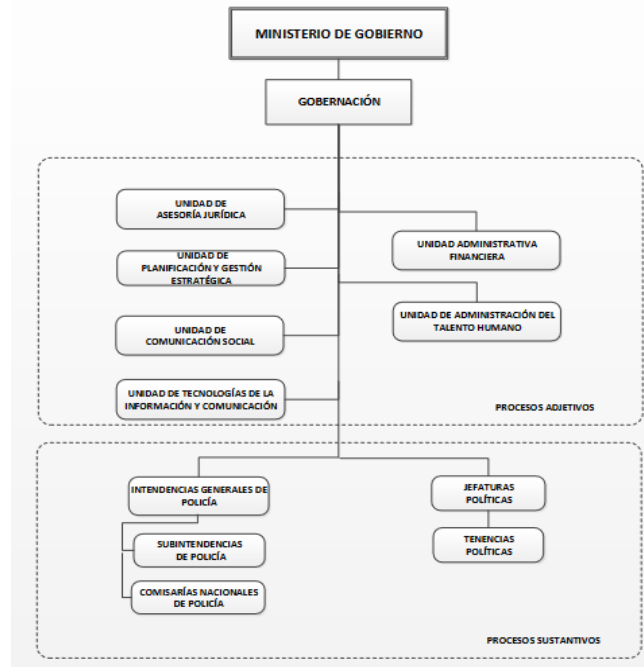 MINISTERIO DE GOBIERNO
GOBERNACIÓN
UNIDAD DE
ASESORÍA JURÍDICA
UNIDAD DE
PLANIFICACIÓN Y GESTIÓN
ESTRATÉGICA
UNIDAD DE
COMUNICACIÓN SOCIAL
UNIDAD DE TECNOLOGÍAS DE LA
INFORMACIÓN Y COMUNICACIÓN
UNIDAD ADMINISTRATIVA
FINANCIERA
UNIDAD DE ADMINISTRACIÓN DEL
TALENTO HUMANO
PROCESOS ADJETIVOS
INTENDENCIAS GENERALES DE
POLICÍA
SUBINTENDENCIAS
DE POLICÍA
COMISARÍAS NACIONALES
DE POLICÍA
JEFATURAS
POLÍTICAS
TENENCIAS
POLÍTICAS
PROCESOS SUSTANTIVOS